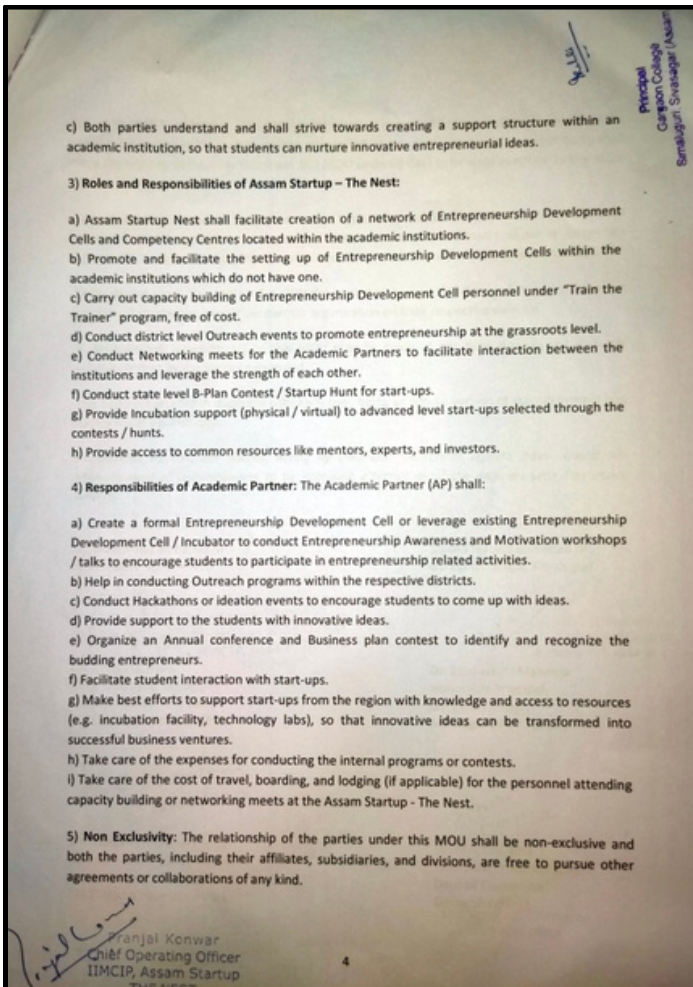 Principal
Gargaon College
Simaluguri Sivasagar (Assam
c) Both parties understand and shall strive towards creating a support structure within an
academic institution, so that students can nurture innovative entrepreneurial ideas.
3) Roles and Responsibilities of Assam Startup – The Nest:
a) Assam Startup Nest shall facilitate creation of a network of Entrepreneurship Development
Cells and Competency Centres located within the academic institutions.
b) Promote and facilitate the setting up of Entrepreneurship Development Cells within the
academic institutions which do not have one.
c) Carry out capacity building of Entrepreneurship Development Cell personnel under “Train the
Trainer” program, free of cost.
d) Conduct district level Outreach events to promote entrepreneurship at the grassroots level.
e) Conduct Networking meets for the Academic Partners to facilitate interaction between the
institutions and leverage the strength of each other.
f) Conduct state level B-Plan Contest / Startup Hunt for start-ups.
g) Provide Incubation support (physical / virtual) to advanced level start-ups selected through the
contests / hunts.
h) Provide access to common resources like mentors, experts, and investors.
4) Responsibilities of Academic Partner: The Academic Partner (AP) shall:
a) Create a formal Entrepreneurship Development Cell or leverage existing Entrepreneurship
Development Cell / Incubator to conduct Entrepreneurship Awareness and Motivation workshops
/ talks to encourage students to participate in entrepreneurship related activities.
b) Help in conducting Outreach programs within the respective districts.
c) Conduct Hackathons or ideation events to encourage students to come up with ideas.
d) Provide support to the students with innovative ideas.
e) Organize an Annual conference and Business plan contest to identify and recognize the
budding entrepreneurs.
f) Facilitate student interaction with start-ups.
g) Make best efforts to support start-ups from the region with knowledge and access to resources
(e.g. incubation facility, technology labs), so that innovative ideas can be transformed into
successful business ventures.
h) Take care of the expenses for conducting the internal programs or contests.
i) Take care of the cost of travel, boarding, and lodging (if applicable) for the personnel attending
capacity building or networking meets at the Assam Startup - The Nest.
5) Non Exclusivity: The relationship of the parties under this MOU shall be non-exclusive and
both the parties, including their affiliates, subsidiaries, and divisions, are free to pursue other
agreements or collaborations of any kind.
Pranjal Konwar
Chief Operating Officer
IIMCIP, Assam Startup
THE NEST
4